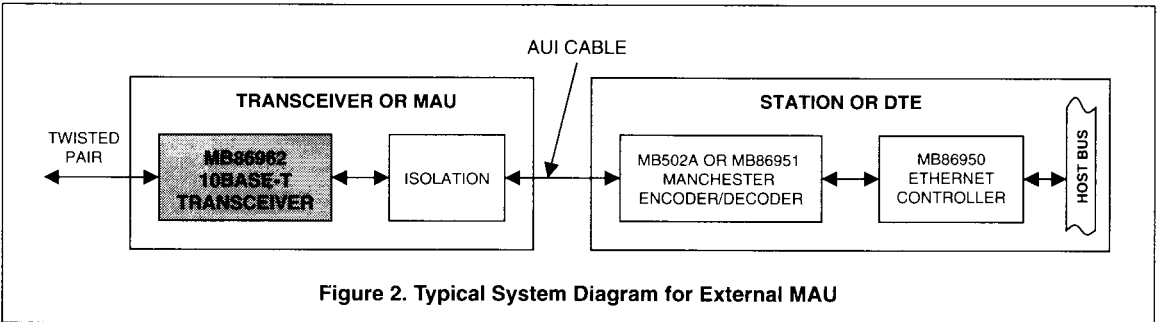 AUI CABLE
TRANSCEIVER OR MAU
STATION OR DTE
TWISTED
PAIR
MB86962
10BASE-T
TRANSCEIVER
ISOLATION
MB502A OR MB86951
MANCHESTER
ENCODER/DECODER
MB86950
ETHERNET
CONTROLLER
HOST BUS
Figure 2. Typical System Diagram for External MAU